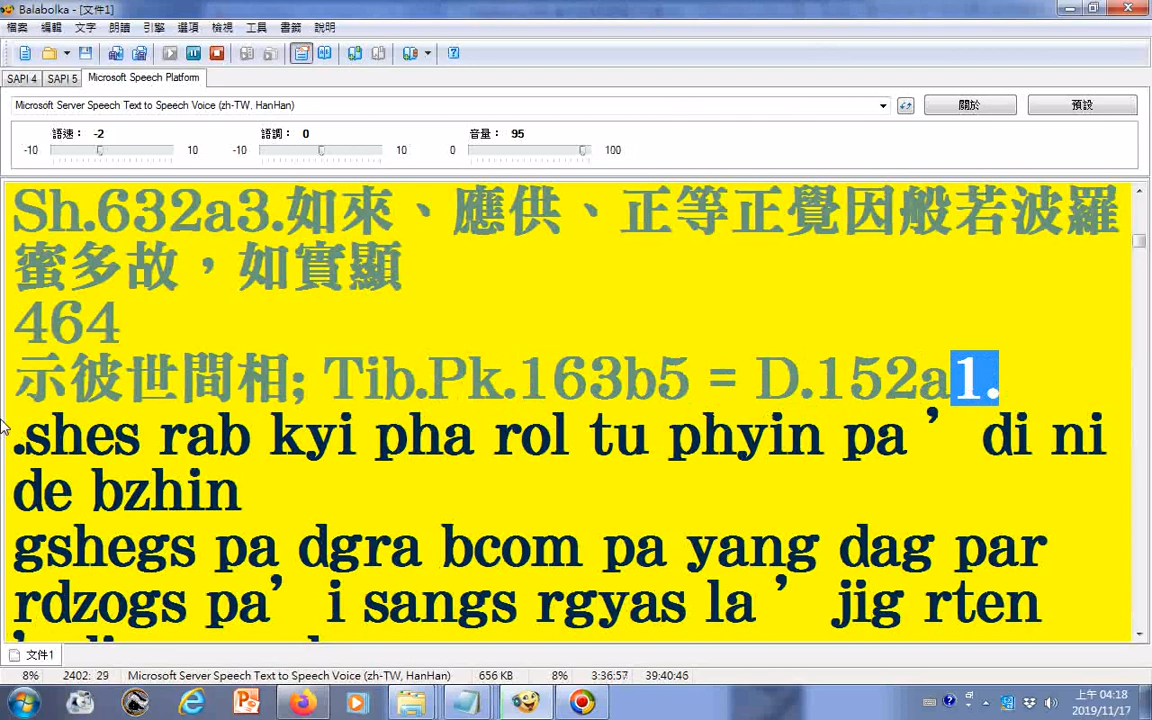 Balabolka - [文件1]
檔案 編輯 文字 朗讀 引擎 選項 檢視 工具 書籤 說明
SAPI 4 SAPI 5 Microsoft Speech Platform
Microsoft Server Speech Text to Speech Voice (zh-TW, HanHan) 關於 預設
語速： -2 語調： 0 音量： 95
-10 10 -10 10 0 100
Sh.632a3.如來、應供、正等正覺因般若波羅
蜜多故，如實顯
464
示彼世間相; Tib.Pk.163b5 = D.152a1.
.shes rab kyi pha rol tu phyin pa ’ di ni
de bzhin
gshegs pa dgra bcom pa yang dag par
rdzogs pa’ i sangs rgyas la ’ jig rten
文件1
8% 2402: 29 Microsoft Server Speech Text to Speech Voice (zh-TW, HanHan) 656 KB 8% 3:36:57 39:40:46
上午 04:18
2019/11/17